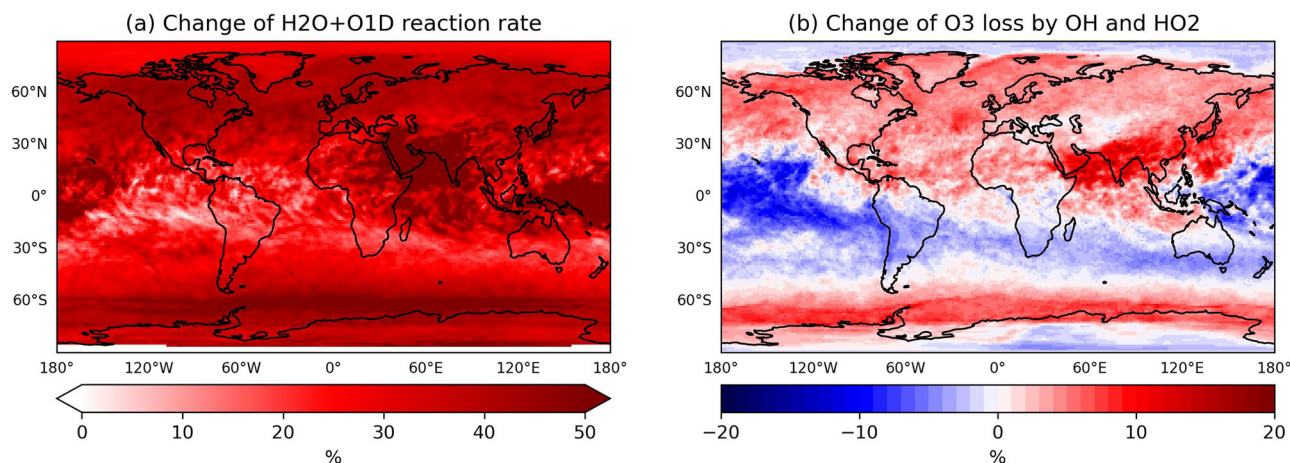 (a) Change of H2O+O1D reaction rate
60°N
30°N
0°
30°S
60°S
180° 120°W 60°W 0° 60°E 120°E 180°
0 10 20 30 40 50
%
(b) Change of O3 loss by OH and HO2
60°N
30°N
0°
30°S
60°S
180° 120°W 60°W 0° 60°E 120°E 180°
−20 −10 0 10 20
%